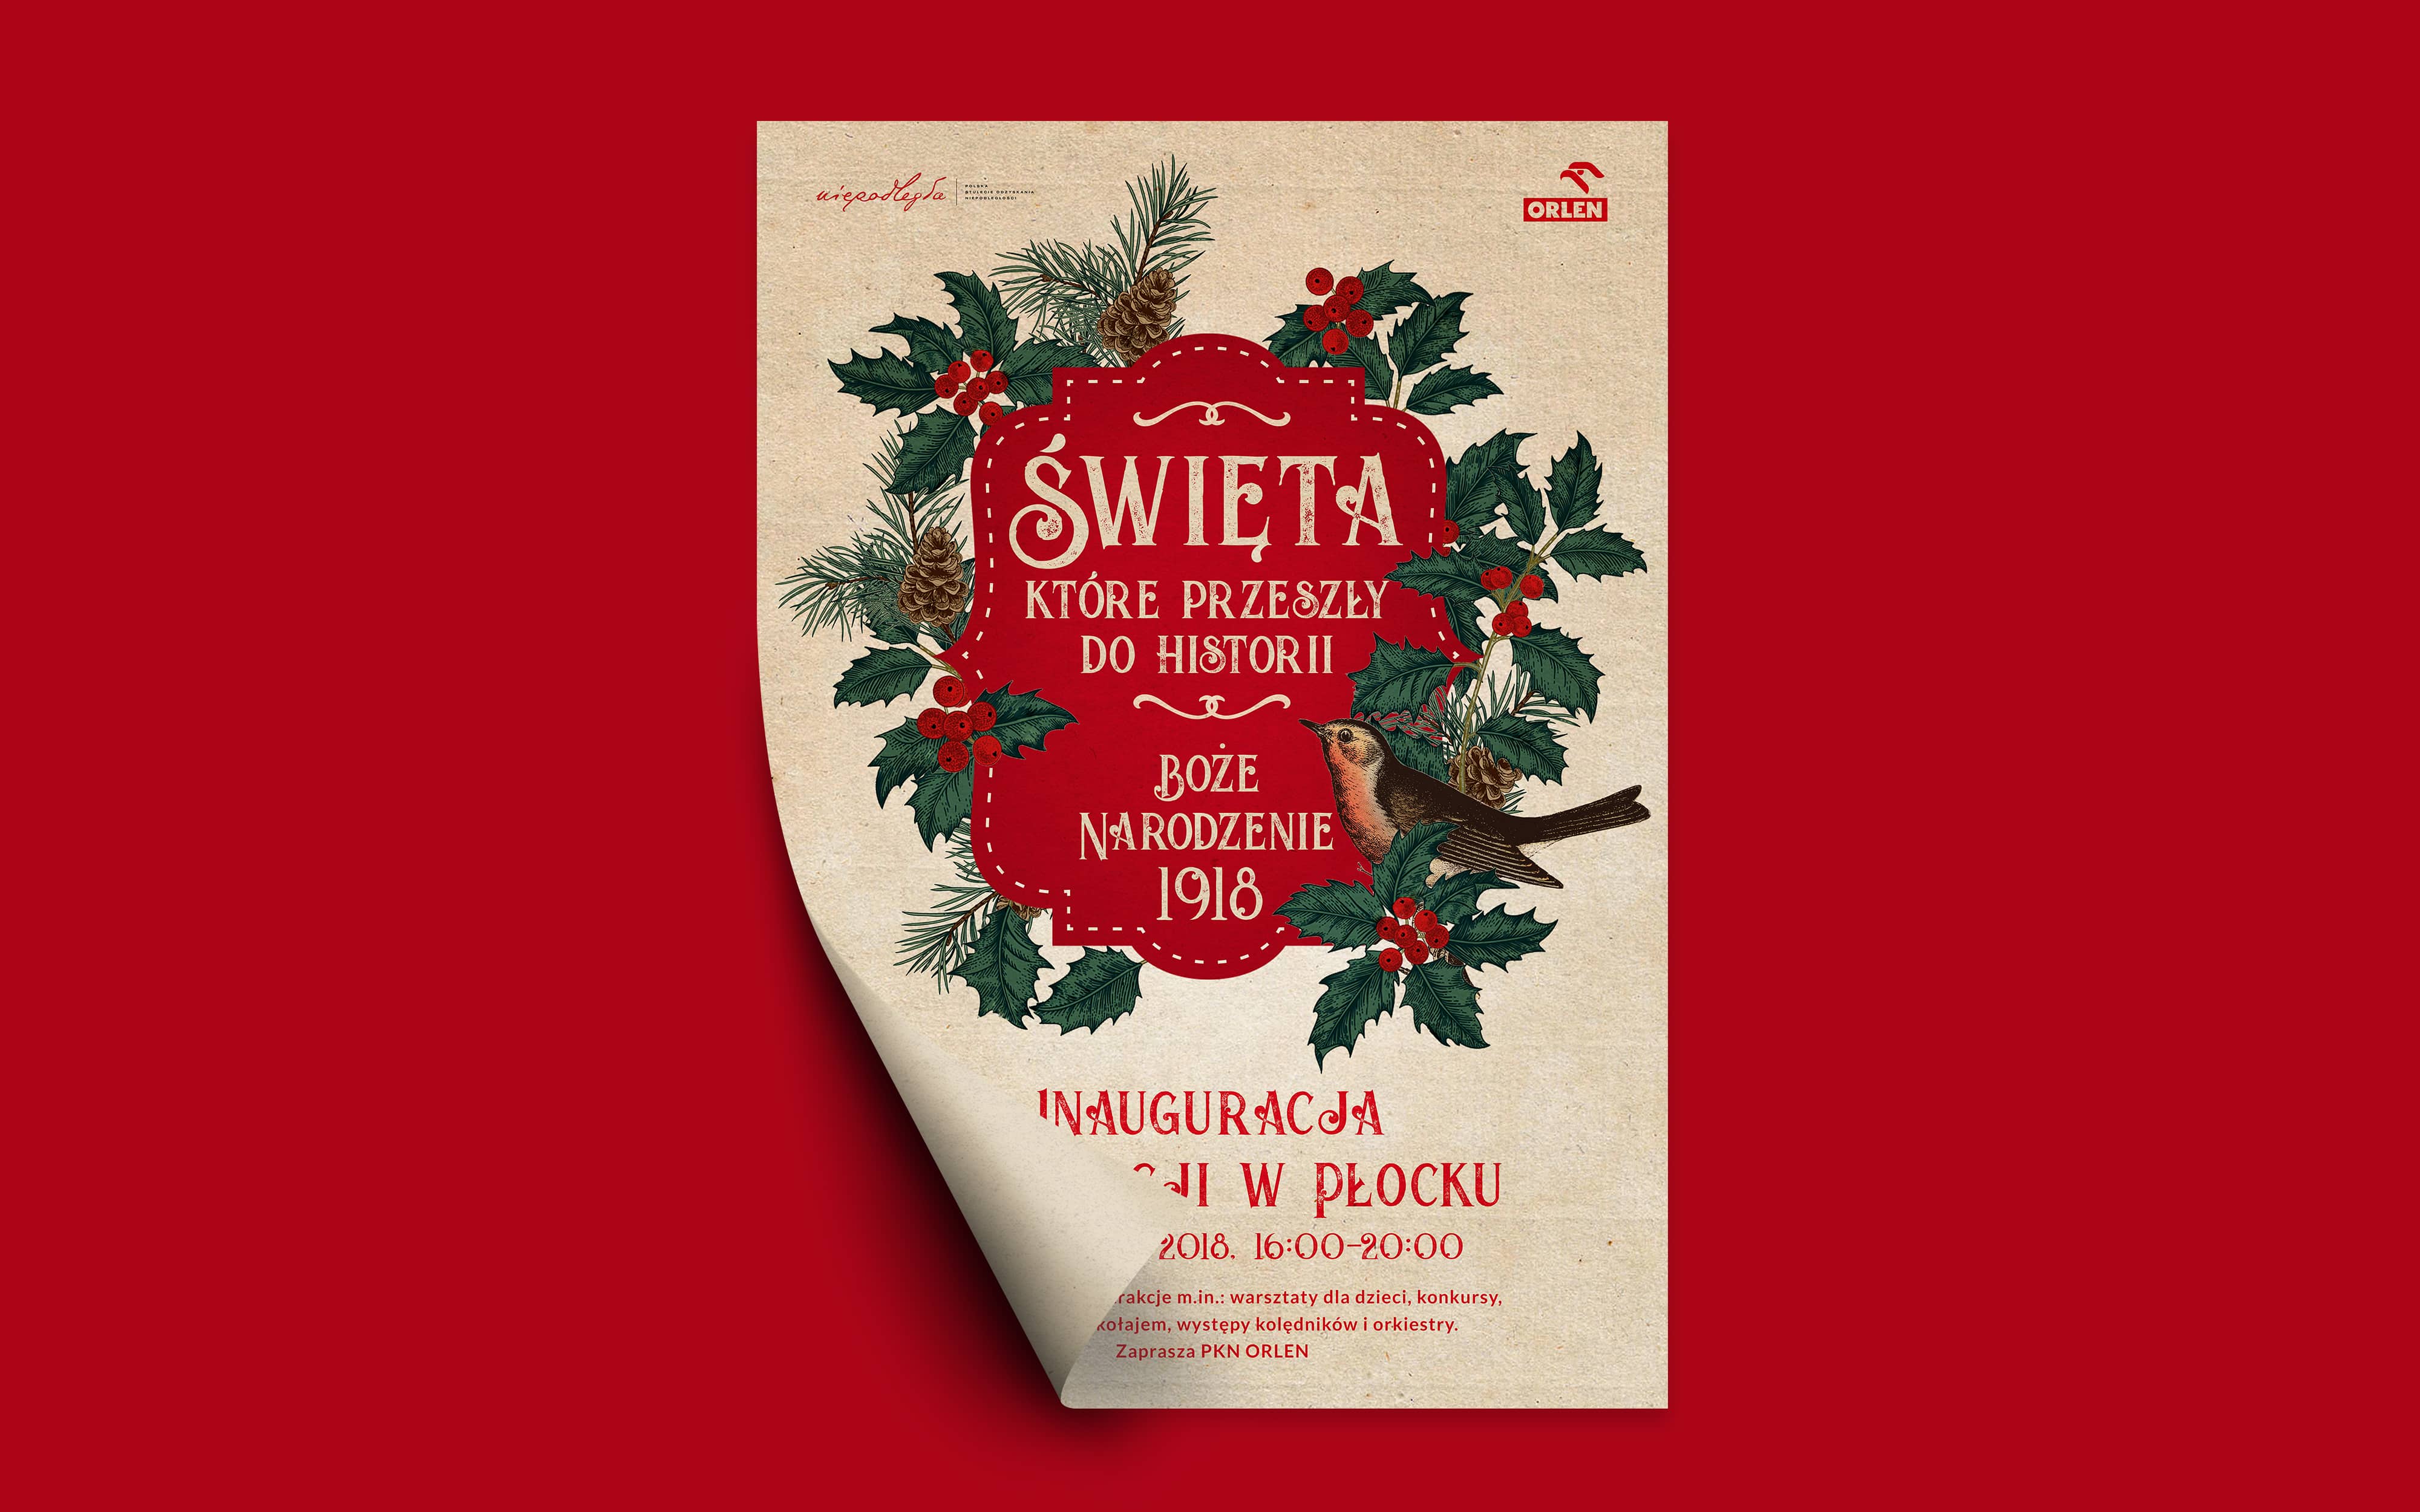 niepodległa
POLSKA
STULECIE ODZYSKANIA
NIEPODLEGŁOŚCI
ORLEN
ŚWIĘTA
KTÓRE PRZESZŁY
DO HISTORII
BOŻE
NARODZENIE
1918
INAUGURACJA
W PŁOCKU
2018, 16:00–20:00
m.in.: warsztaty dla dzieci, konkursy,
występy kolędników i orkiestry.
Zaprasza PKN ORLEN